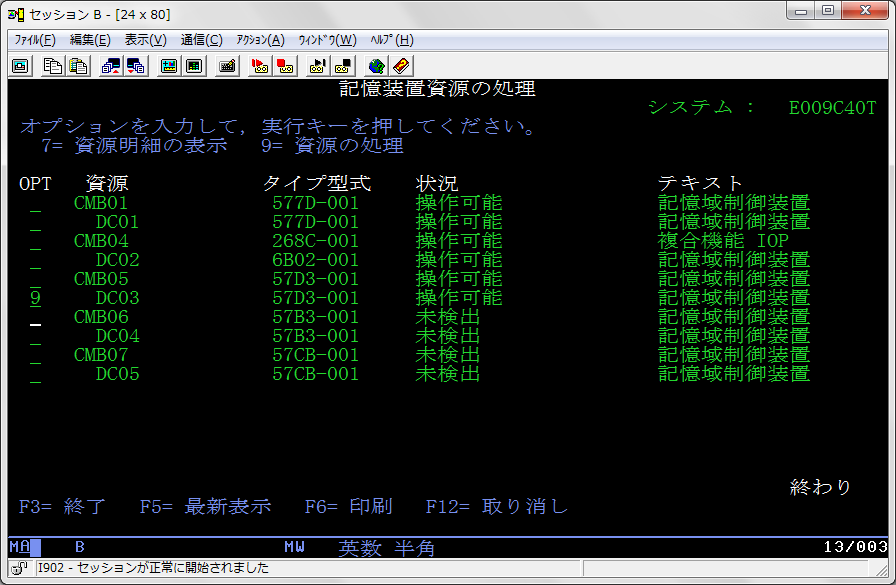 セッション B - [24 x 80]
ﾌｧｲﾙ(F) 編集(E) 表示(V) 通信(C) ｱｸｼｮﾝ(A) ｳｨﾝﾄﾞｳ(W) ﾍﾙﾌﾟ(H)
記憶装置資源の処理
システム : E009C40T
オプションを入力して, 実行キーを押してください。
7= 資源明細の表示 9= 資源の処理
OPT 資源 タイプ型式 状況 テキスト
_ CMB01 577D-001 操作可能 記憶域制御装置
_ DC01 577D-001 操作可能 記憶域制御装置
_ CMB04 268C-001 操作可能 複合機能 IOP
_ DC02 6B02-001 操作可能 記憶域制御装置
_ CMB05 57D3-001 操作可能 記憶域制御装置
9 DC03 57D3-001 操作可能 記憶域制御装置
_ CMB06 57B3-001 未検出 記憶域制御装置
_ DC04 57B3-001 未検出 記憶域制御装置
_ CMB07 57CB-001 未検出 記憶域制御装置
_ DC05 57CB-001 未検出 記憶域制御装置
終わり
F3= 終了 F5= 最新表示 F6= 印刷 F12= 取り消し
MA B MW 英数 半角 13/003
I902 - セッションが正常に開始されました